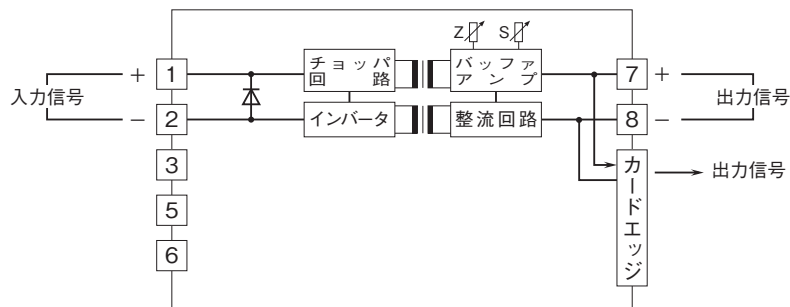 Z S
+ 1 チョッパ回路 バッファアンプ 7 +
入力信号 出力信号
− 2 インバータ 整流回路 8 −
3
カードエッジ
出力信号
5
6